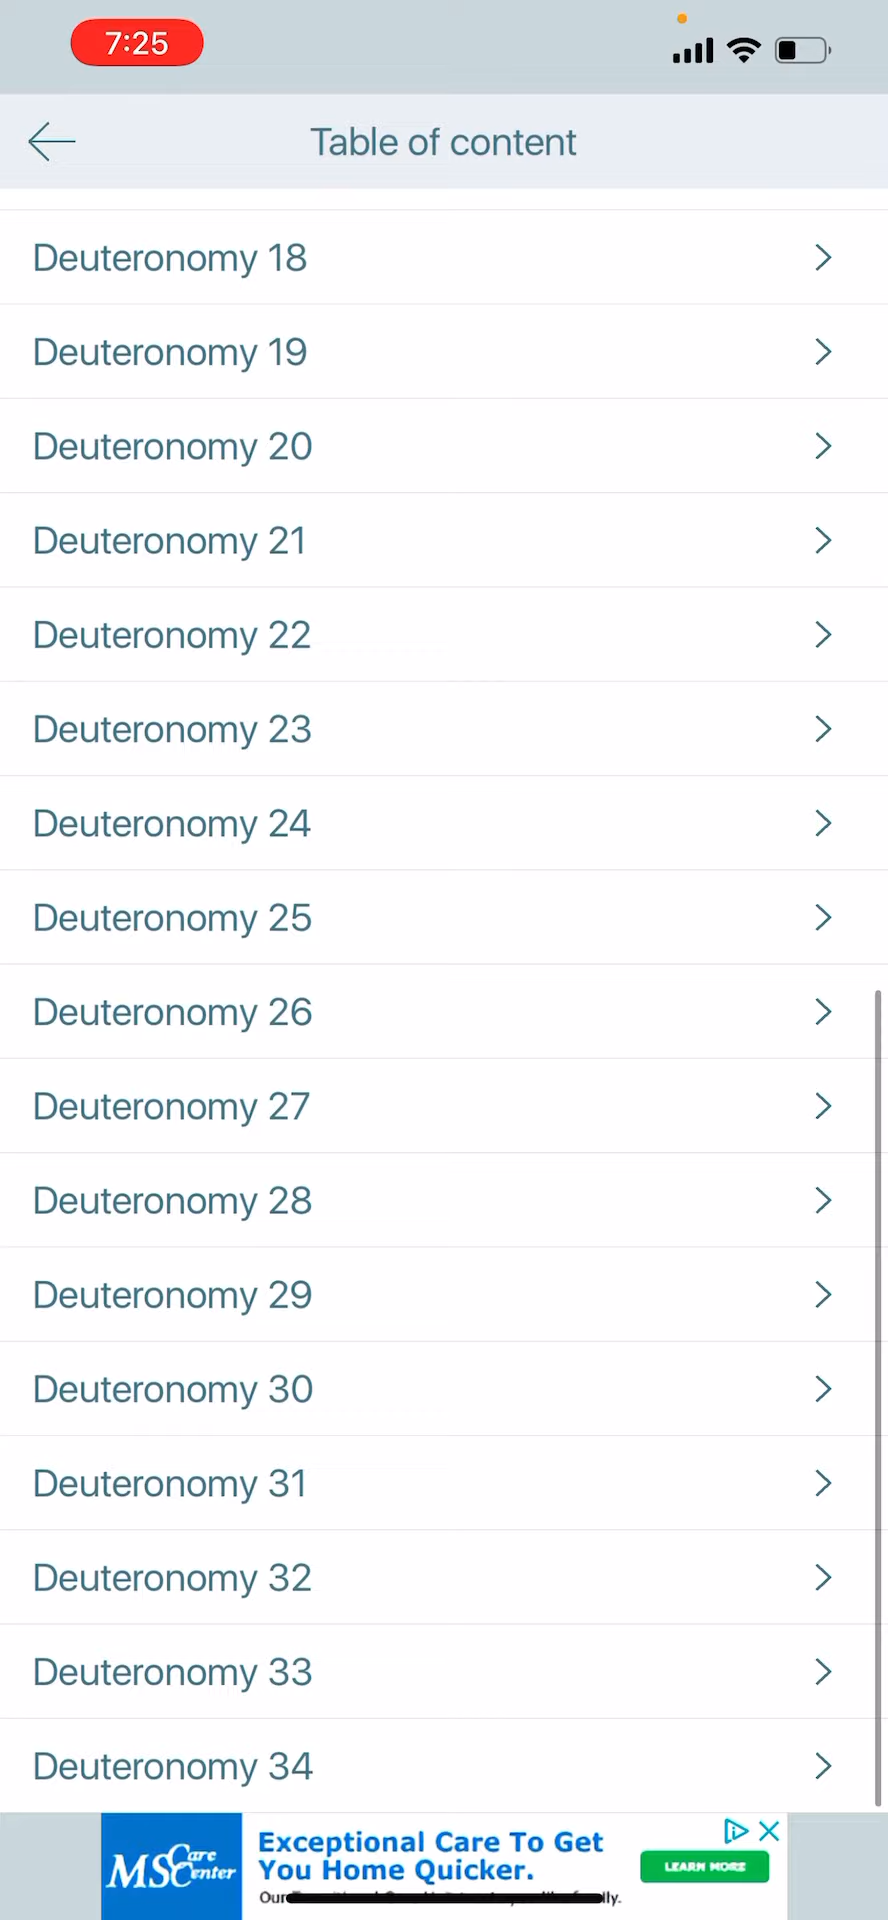 7:25
Table of content
Deuteronomy 18
Deuteronomy 19
Deuteronomy 20
Deuteronomy 21
Deuteronomy 22
Deuteronomy 23
Deuteronomy 24
Deuteronomy 25
Deuteronomy 26
Deuteronomy 27
Deuteronomy 28
Deuteronomy 29
Deuteronomy 30
Deuteronomy 31
Deuteronomy 32
Deuteronomy 33
Deuteronomy 34
MS Care Center
Exceptional Care To Get
You Home Quicker.
LEARN MORE
Our